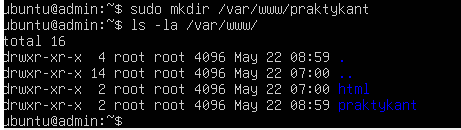 ubuntu@admin:~$ sudo mkdir /var/www/praktykant
ubuntu@admin:~$ ls -la /var/www/
total 16
drwxr-xr-x  4 root root 4096 May 22 08:59 .
drwxr-xr-x 14 root root 4096 May 22 07:00 ..
drwxr-xr-x  2 root root 4096 May 22 07:00 html
drwxr-xr-x  2 root root 4096 May 22 08:59 praktykant
ubuntu@admin:~$